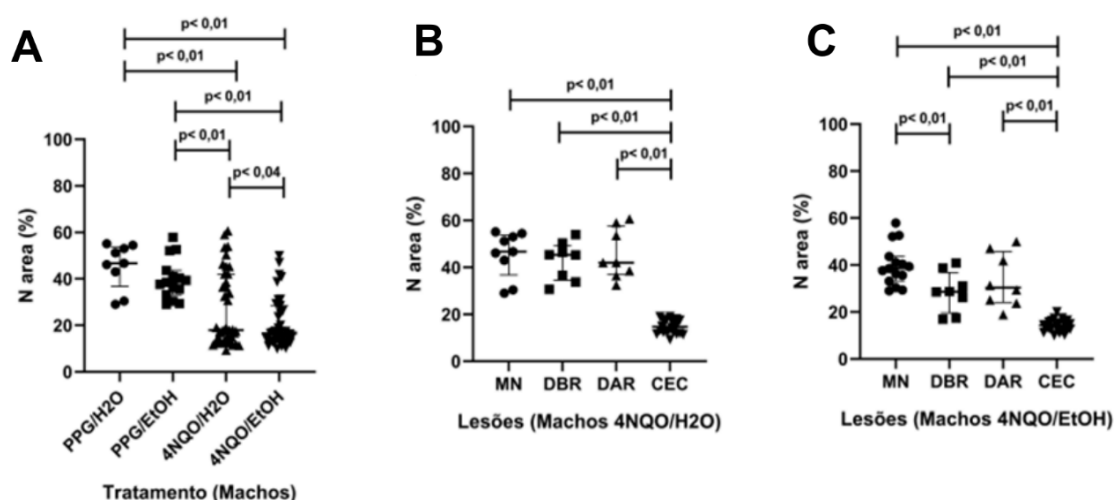 A
p< 0,01
p< 0,01
p< 0,01
p< 0,01
p< 0,04
N area (%)
100
80
60
40
20
0
PPG/H2O
PPG/EtOH
4NQO/H2O
4NQO/EtOH
Tratamento (Machos)
B
p< 0,01
p< 0,01
p< 0,01
N area (%)
100
80
60
40
20
0
MN DBR DAR CEC
Lesões (Machos 4NQO/H2O)
C
p< 0,01
p< 0,01
p< 0,01
p< 0,01
N area (%)
100
80
60
40
20
0
MN DBR DAR CEC
Lesões (Machos 4NQO/EtOH)